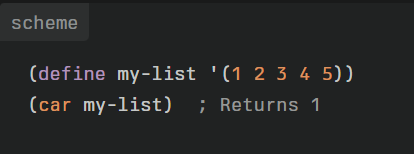 scheme
(define my-list '(1 2 3 4 5))
(car my-list)  ; Returns 1